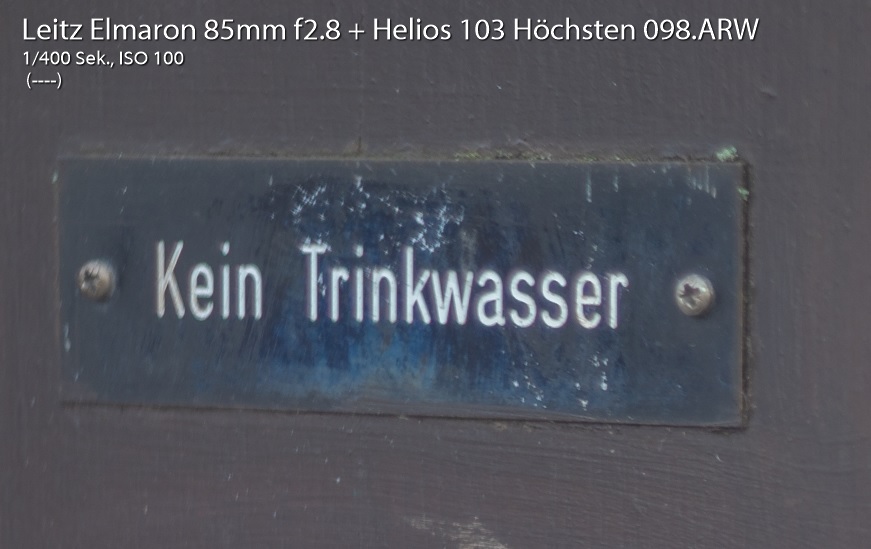 Leitz Elmaron 85mm f2.8 + Helios 103 Höchsten 098.ARW
1/400 Sek., ISO 100
(----)
Kein Trinkwasser